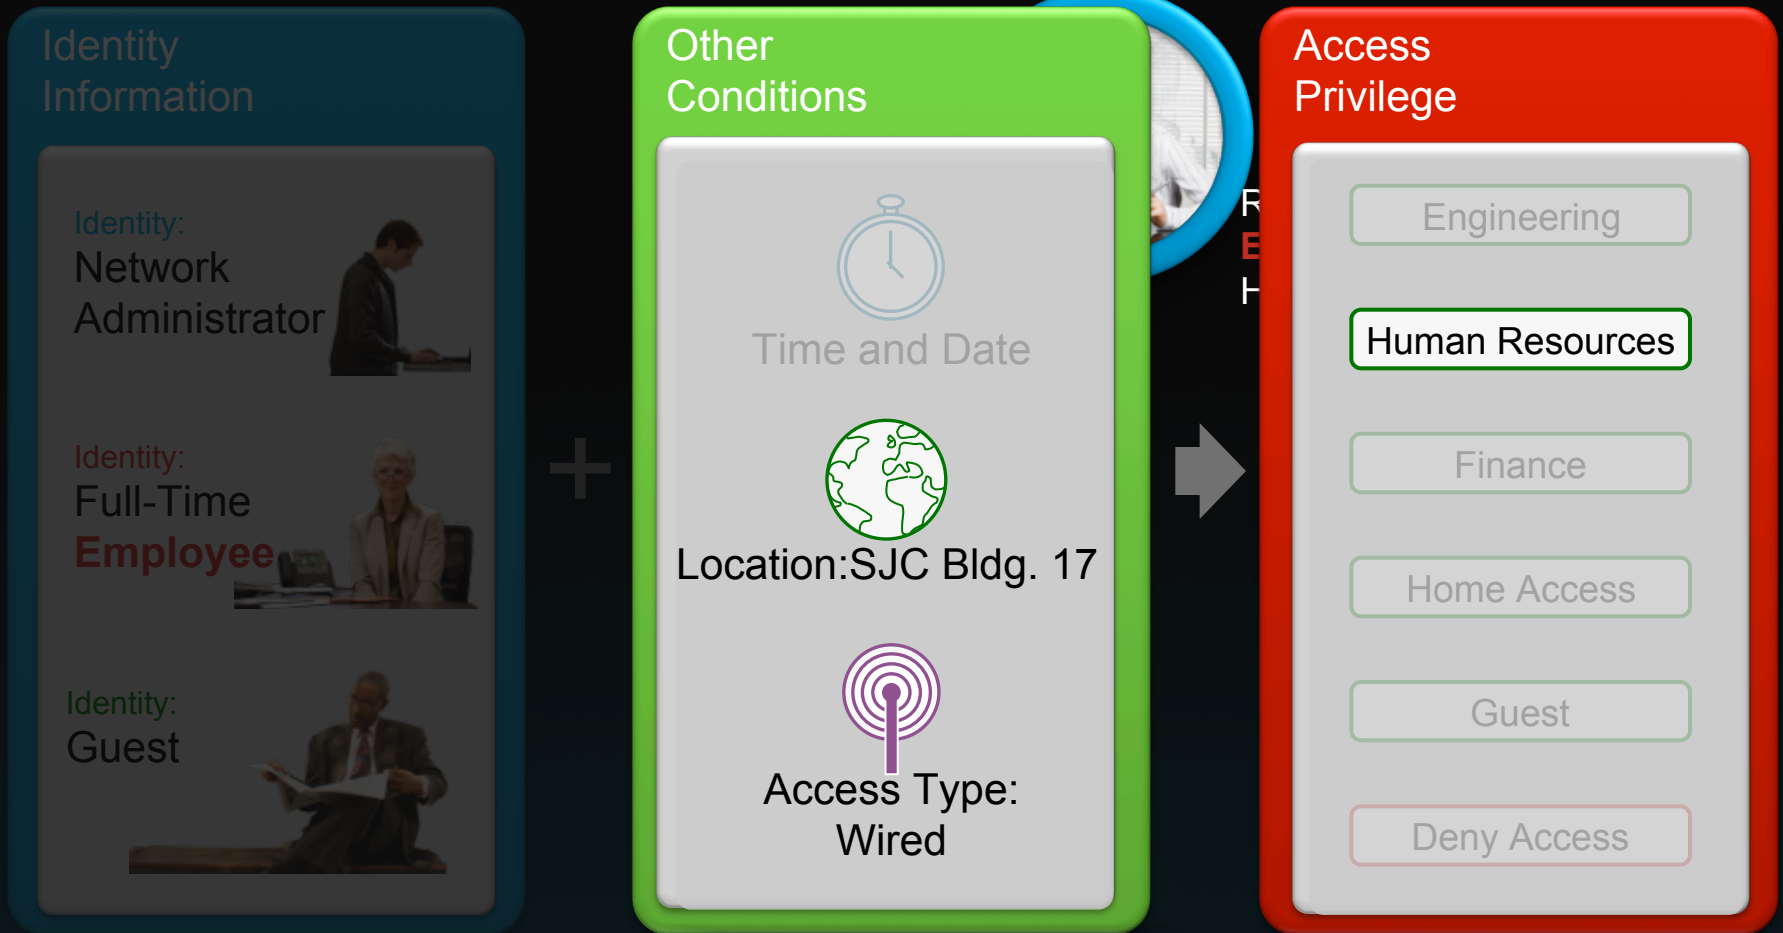 Identity
Information
Identity:
Network
Administrator
Identity:
Full-Time
Employee
Identity:
Guest
Other
Conditions
Time and Date
Location:SJC Bldg. 17
Access Type:
Wired
Access
Privilege
Engineering
Human Resources
Finance
Home Access
Guest
Deny Access